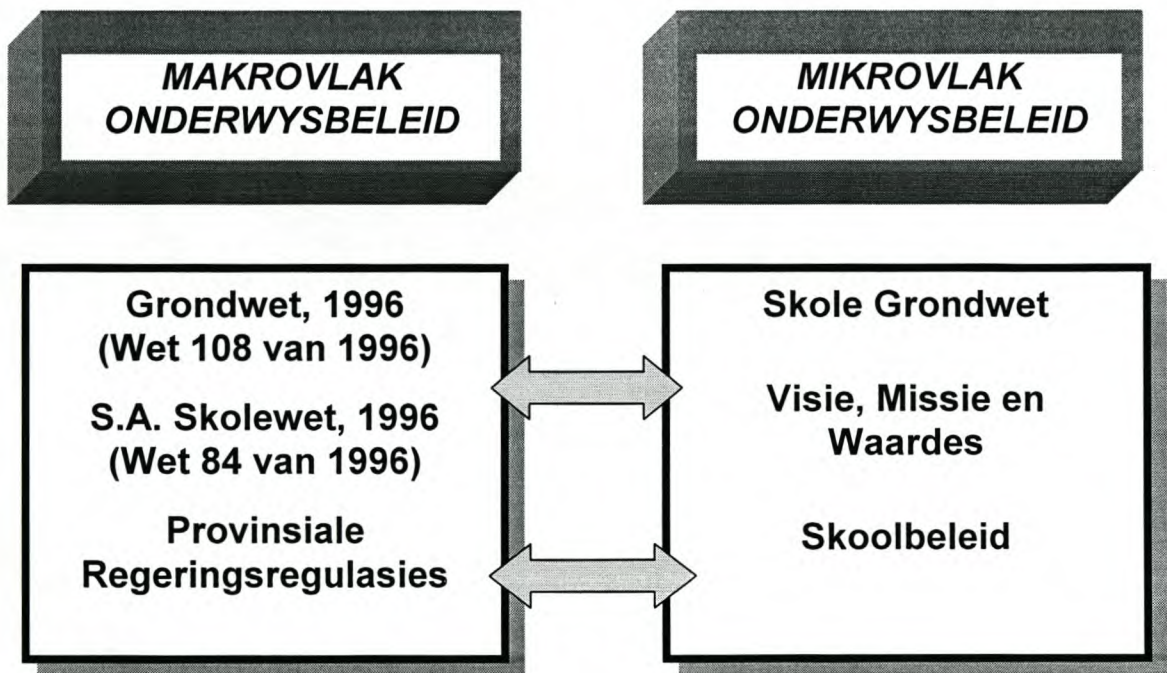 MAKROVLAK
ONDERWYSBELEID
MIKROVLAK
ONDERWYSBELEID
Grondwet, 1996
(Wet 108 van 1996)
S.A. Skolewet, 1996
(Wet 84 van 1996)
Provinsiale
Regeringsregulasies
Skole Grondwet
Visie, Missie en
Waardes
Skoolbeleid